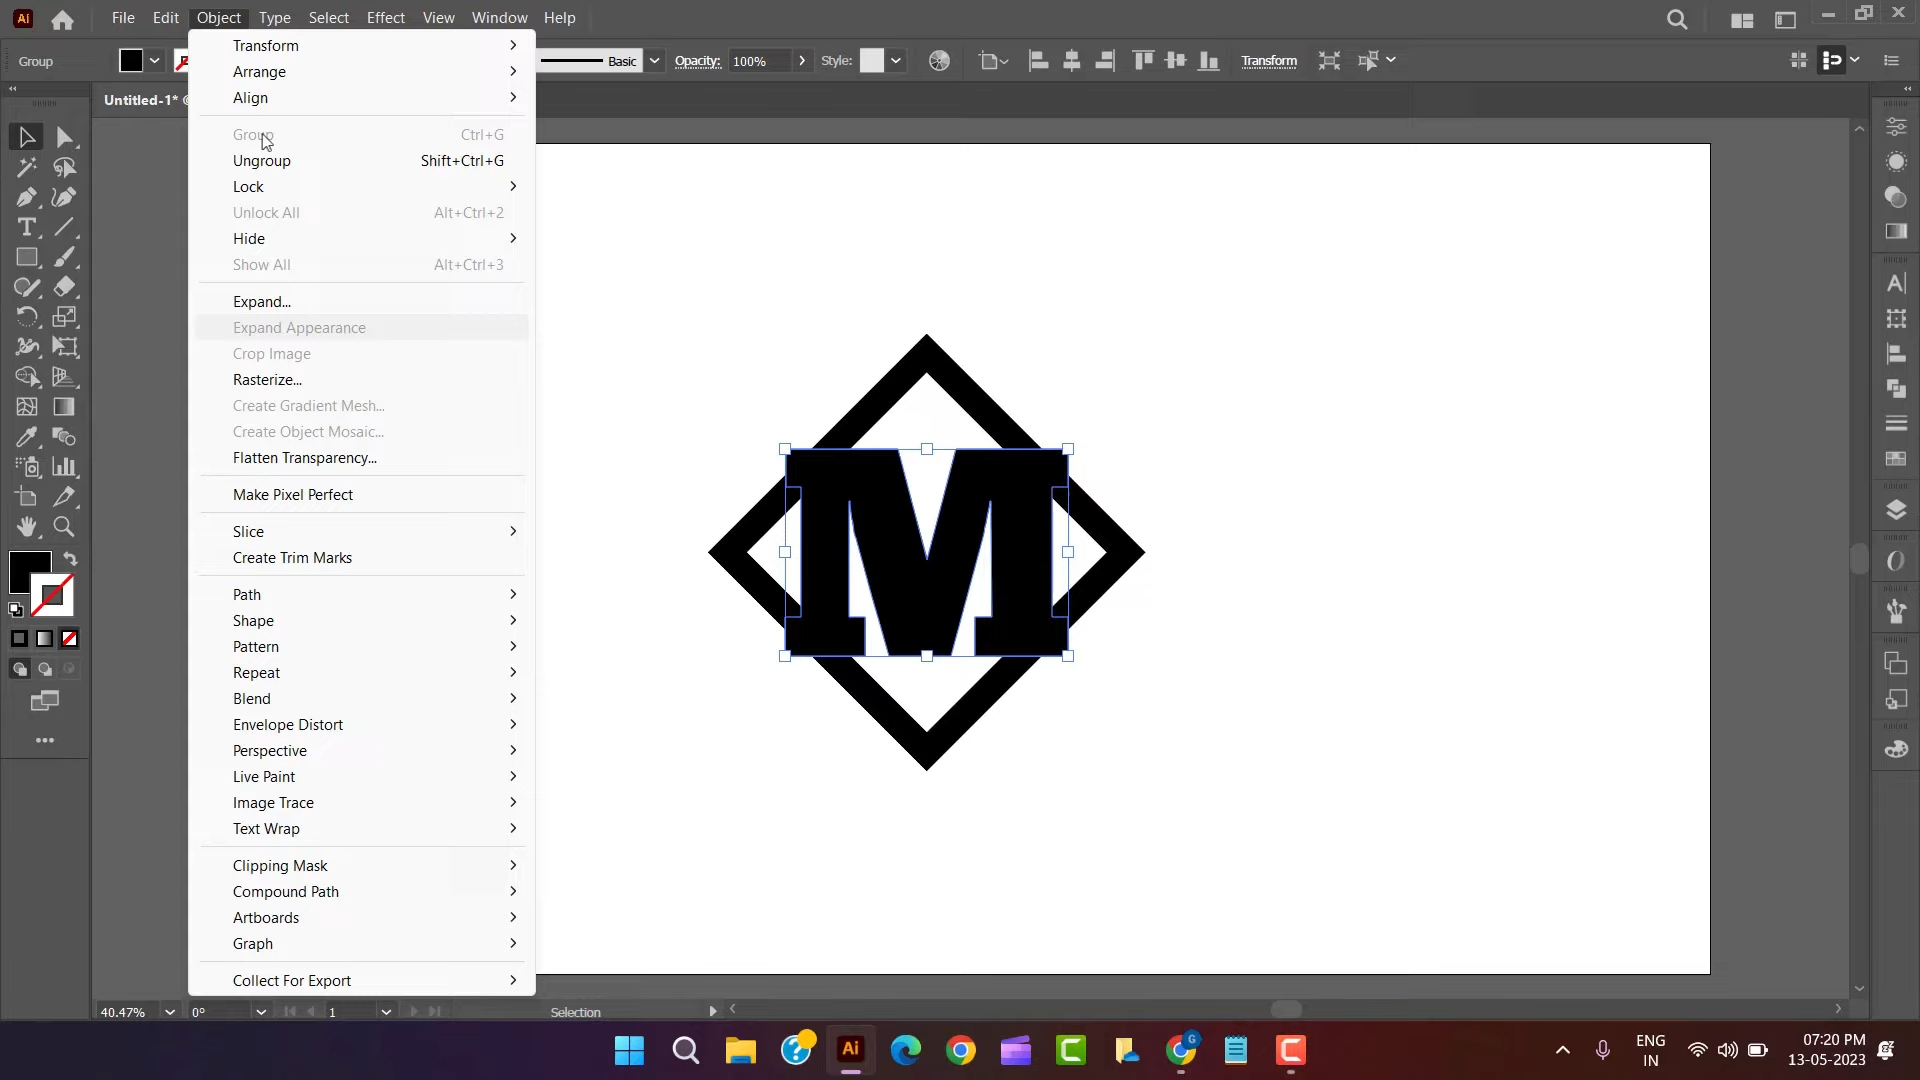 Ai File Edit Object Type Select Effect View Window Help
Group Basic Opacity: 100% Style: Transform
Untitled-1*
Transform
Arrange
Align
Group Ctrl+G
Ungroup Shift+Ctrl+G
Lock
Unlock All Alt+Ctrl+2
Hide
Show All Alt+Ctrl+3
Expand...
Expand Appearance
Crop Image
Rasterize...
Create Gradient Mesh...
Create Object Mosaic...
Flatten Transparency...
Make Pixel Perfect
Slice
Create Trim Marks
Path
Shape
Pattern
Repeat
Blend
Envelope Distort
Perspective
Live Paint
Image Trace
Text Wrap
Clipping Mask
Compound Path
Artboards
Graph
Collect For Export
M
40.47% 0° 1 Selection
Ai G ENG
IN
07:20 PM
13-05-2023